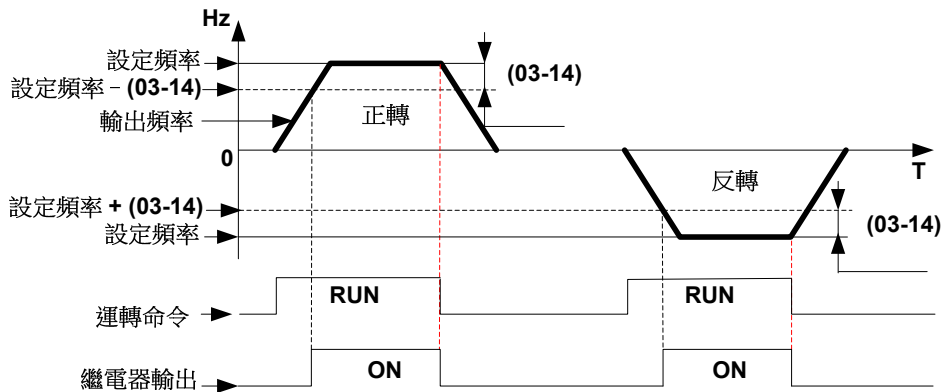 Hz
設定頻率
設定頻率 – (03-14)
(03-14)
輸出頻率
正轉
0
T
反轉
設定頻率 + (03-14)
(03-14)
設定頻率
RUN
RUN
運轉命令
ON
ON
繼電器輸出